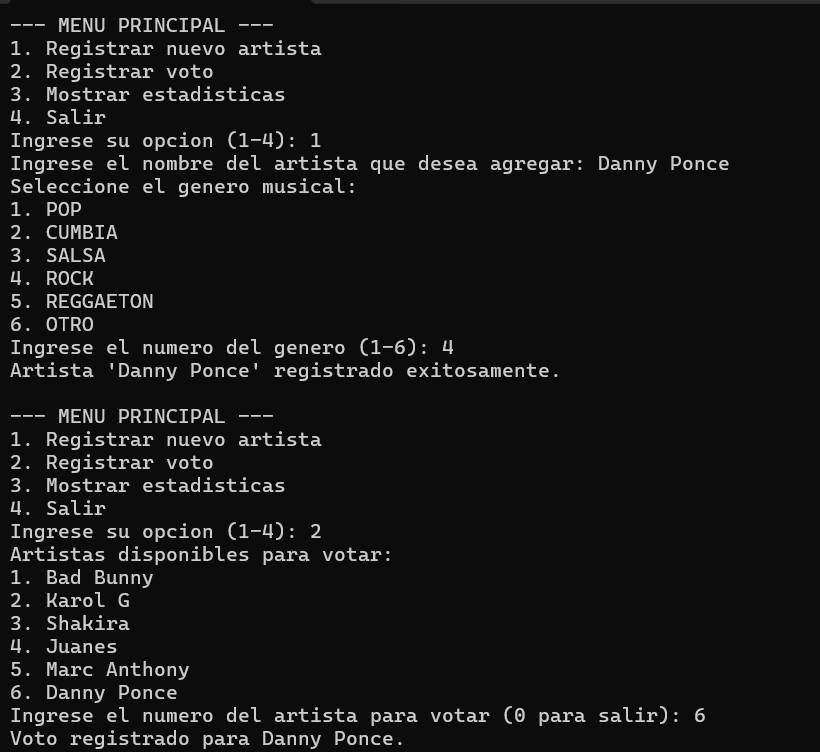 --- MENU PRINCIPAL ---
1. Registrar nuevo artista
2. Registrar voto
3. Mostrar estadisticas
4. Salir
Ingrese su opcion (1-4): 1
Ingrese el nombre del artista que desea agregar: Danny Ponce
Seleccione el genero musical:
1. POP
2. CUMBIA
3. SALSA
4. ROCK
5. REGGAETON
6. OTRO
Ingrese el numero del genero (1-6): 4
Artista 'Danny Ponce' registrado exitosamente.

--- MENU PRINCIPAL ---
1. Registrar nuevo artista
2. Registrar voto
3. Mostrar estadisticas
4. Salir
Ingrese su opcion (1-4): 2
Artistas disponibles para votar:
1. Bad Bunny
2. Karol G
3. Shakira
4. Juanes
5. Marc Anthony
6. Danny Ponce
Ingrese el numero del artista para votar (0 para salir): 6
Voto registrado para Danny Ponce.